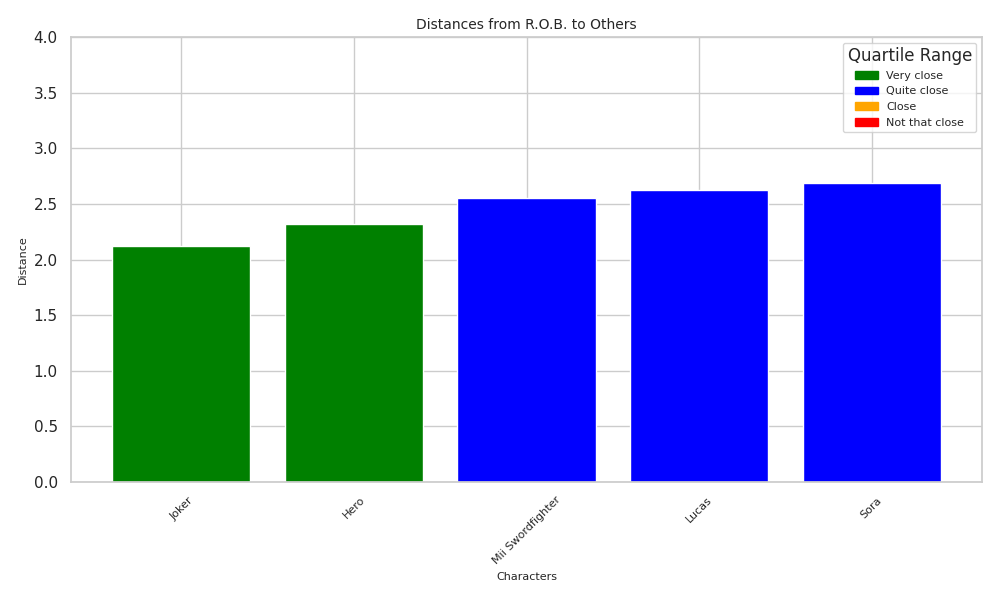 Distances from R.O.B. to Others
4.0
3.5
3.0
2.5
2.0
1.5
1.0
0.5
0.0
Distance
Quartile Range
Very close
Quite close
Close
Not that close
Joker
Hero
Mii Swordfighter
Lucas
Sora
Characters